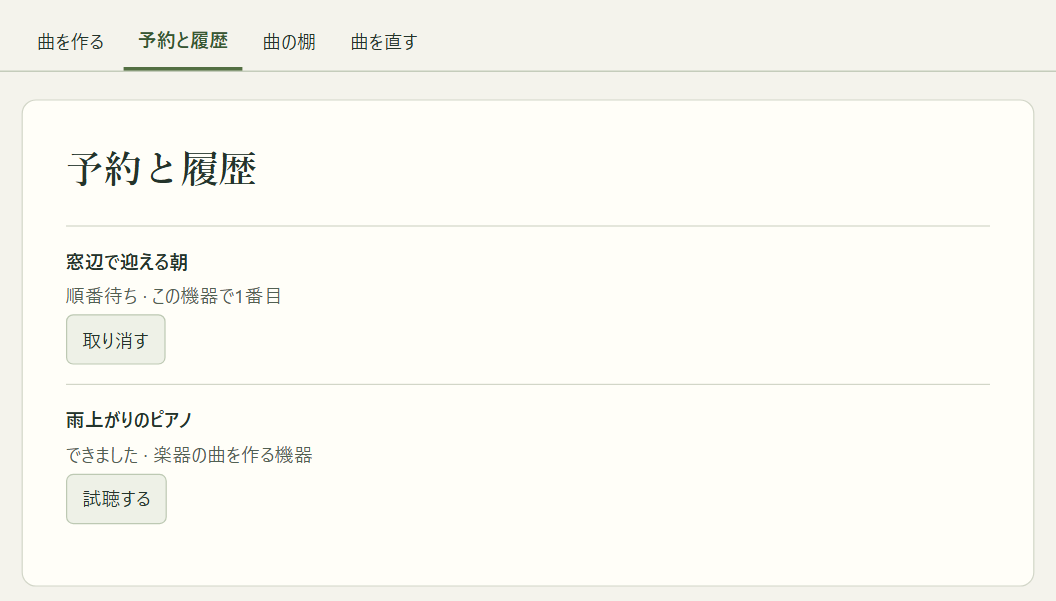 曲を作る 予約と履歴 曲の棚 曲を直す
予約と履歴
窓辺で迎える朝
順番待ち · この機器で1番目
取り消す
雨上がりのピアノ
できました · 楽器の曲を作る機器
試聴する